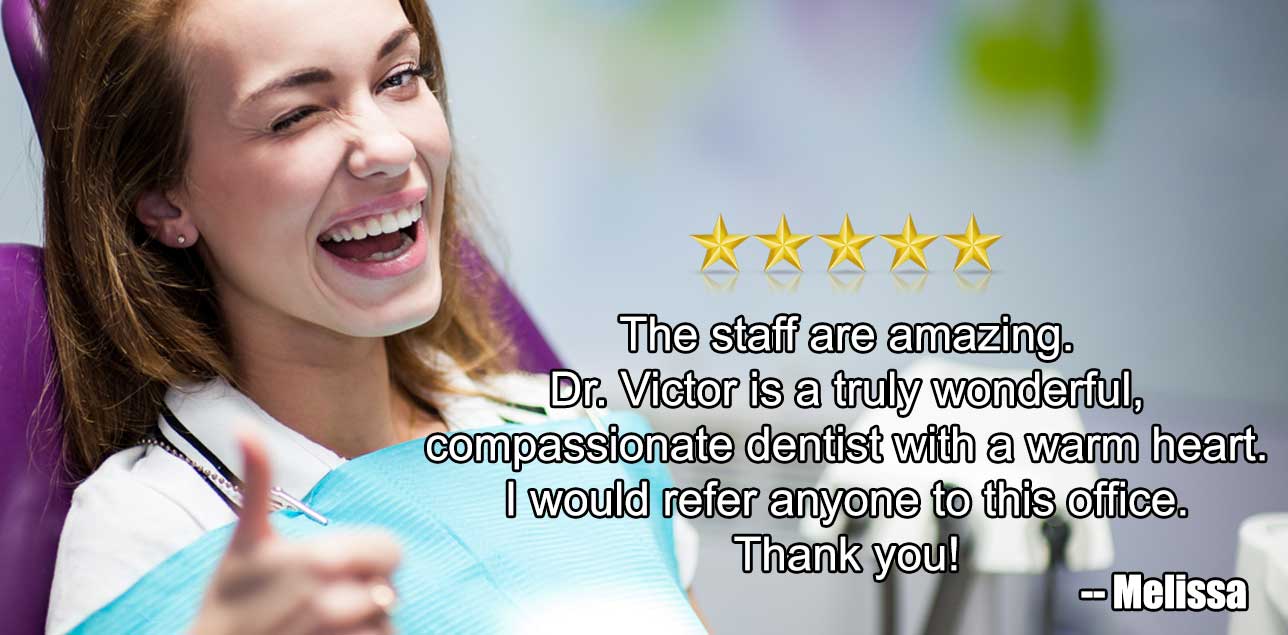 The staff are amazing.
Dr. Victor is a truly wonderful,
compassionate dentist with a warm heart.
I would refer anyone to this office.
Thank you!
-- Melissa